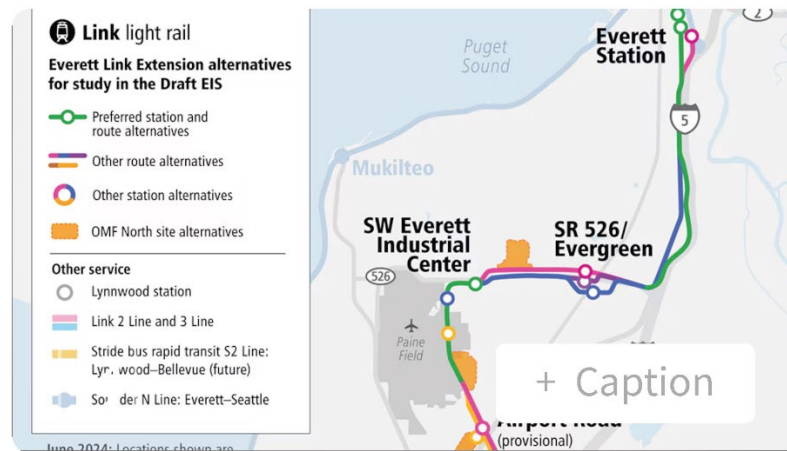 Link light rail
Everett Link Extension alternatives
for study in the Draft EIS
Preferred station and
route alternatives
Other route alternatives
Other station alternatives
OMF North site alternatives
Other service
Lynnwood station
Link 2 Line and 3 Line
Stride bus rapid transit S2 Line:
wood–Bellevue (future)
N Line: Everett–Seattle
June 2024: Locations shown are
Puget
Sound
Mukilteo
Everett
Station
2
5
SW Everett
Industrial
Center
SR 526/
Evergreen
526
Paine
Field
+ Caption
Airport Road
(provisional)